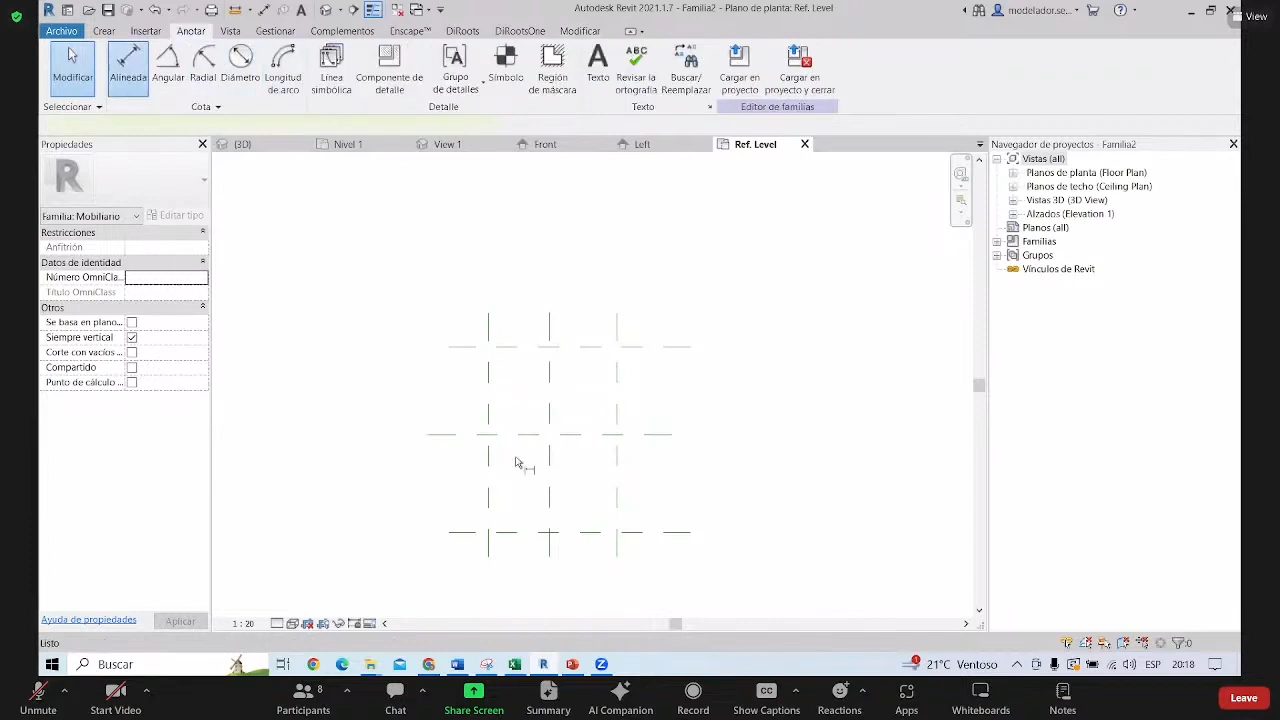 Autodesk Revit 2021.1.7 - Familia2 - Plano de planta: Ref. Level
modelador.se...
View
Archivo Crear Insertar Anotar Vista Gestionar Complementos Enscape™ DiRoots DiRootsOne Modificar
Modificar Alineada Angular Radial Diámetro Longitud de arco Línea simbólica Componente de detalle Grupo de detalles Símbolo Región de máscara Texto Revisar la ortografía Buscar/ Reemplazar Cargar en proyecto Cargar en proyecto y cerrar
ABC
Seleccionar Cota Detalle Texto Editor de familias
Propiedades
(3D) Nivel 1 View 1 Front Left Ref. Level
Navegador de proyectos - Familia2
R
Familia: Mobiliario Editar tipo
Restricciones
Anfitrión
Datos de identidad
Número OmniCla...
Título OmniClass
Otros
Se basa en plano...
Siempre vertical
Corte con vacíos ...
Compartido
Punto de cálculo ...
Vistas (all)
Planos de planta (Floor Plan)
Planos de techo (Ceiling Plan)
Vistas 3D (3D View)
Alzados (Elevation 1)
Planos (all)
Familias
Grupos
Vínculos de Revit
Ayuda de propiedades Aplicar
1 : 20
Listo
:0
Buscar
21°C Ventoso
ESP 20:18
Unmute Start Video Participants 8 Chat Share Screen Summary AI Companion Record Show Captions Reactions Apps Whiteboards Notes Leave